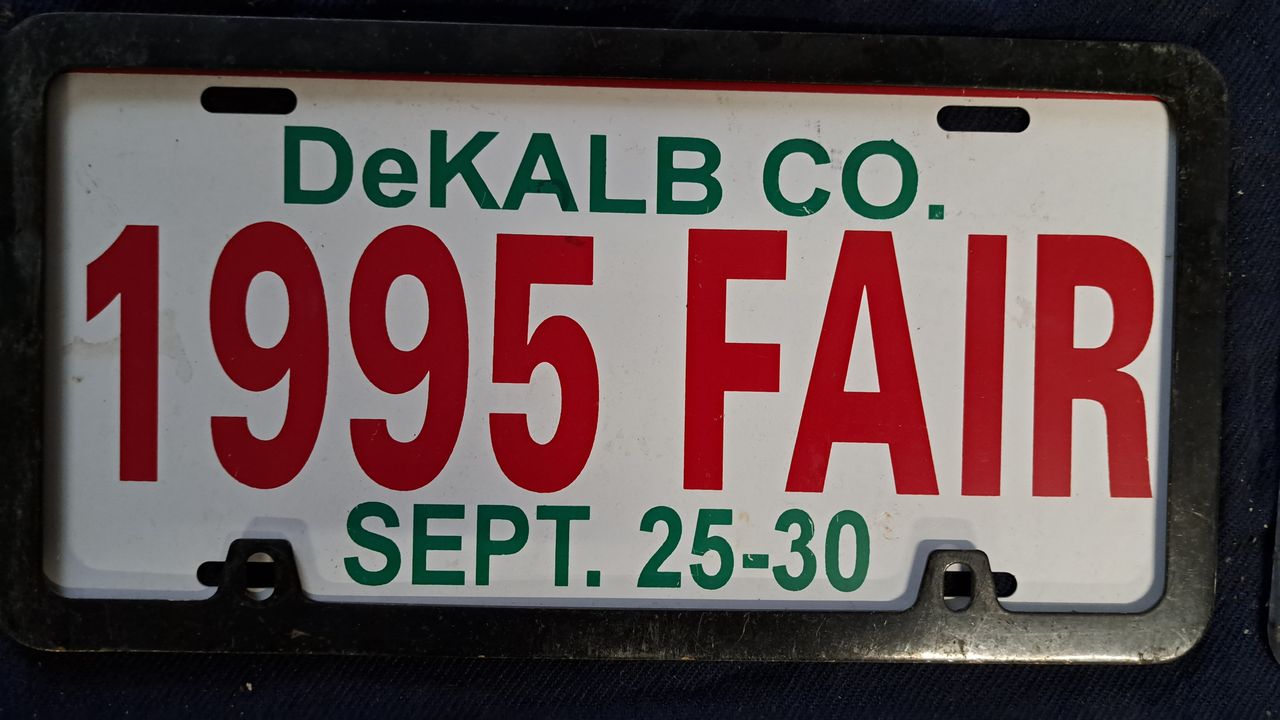 DeKALB CO.
1995 FAIR
SEPT. 25-30